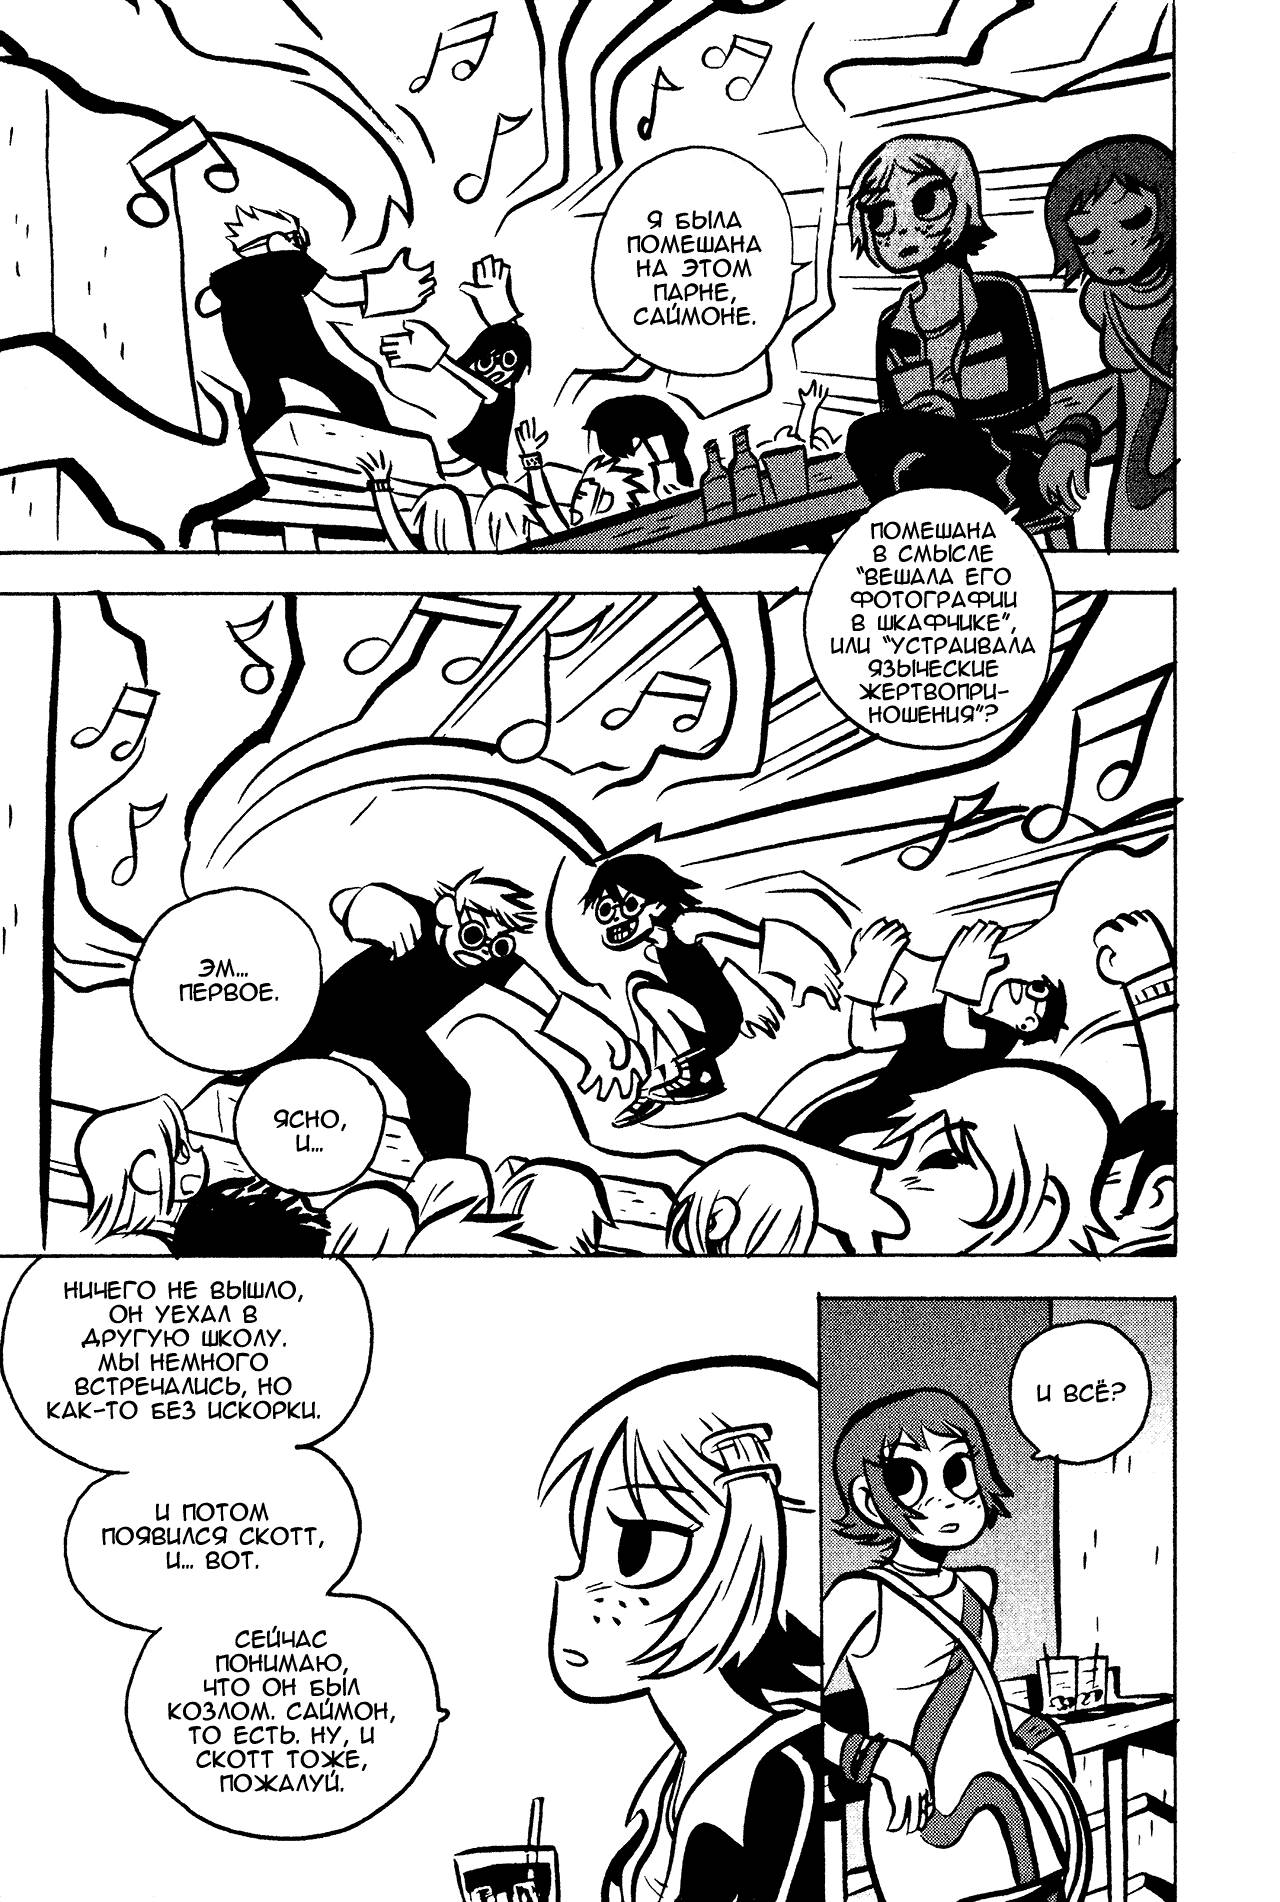 Я БЫЛА
ПОМЕШАНА
НА ЭТОМ
ПАРНЕ,
САЙМОНЕ.
ПОМЕШАНА
В СМЫСЛЕ
“ВЕШАЛА ЕГО
ФОТОГРАФИИ
В ШКАФЧИКЕ”,
ИЛИ “УСТРАИВАЛА
ЯЗЫЧЕСКИЕ
ЖЕРТВОПРИ-
НОШЕНИЯ”?
ЭМ...
ПЕРВОЕ.
ЯСНО,
И...
НИЧЕГО НЕ ВЫШЛО,
ОН УЕХАЛ В
ДРУГУЮ ШКОЛУ.
МЫ НЕМНОГО
ВСТРЕЧАЛИСЬ, НО
КАК-ТО БЕЗ ИСКОРКИ.
И ПОТОМ
ПОЯВИЛСЯ СКОТТ,
И... ВОТ.
СЕЙЧАС
ПОНИМАЮ,
ЧТО ОН БЫЛ
КОЗЛОМ. САЙМОН,
ТО ЕСТЬ. НУ, И
СКОТТ ТОЖЕ,
ПОЖАЛУЙ.
И ВСЁ?